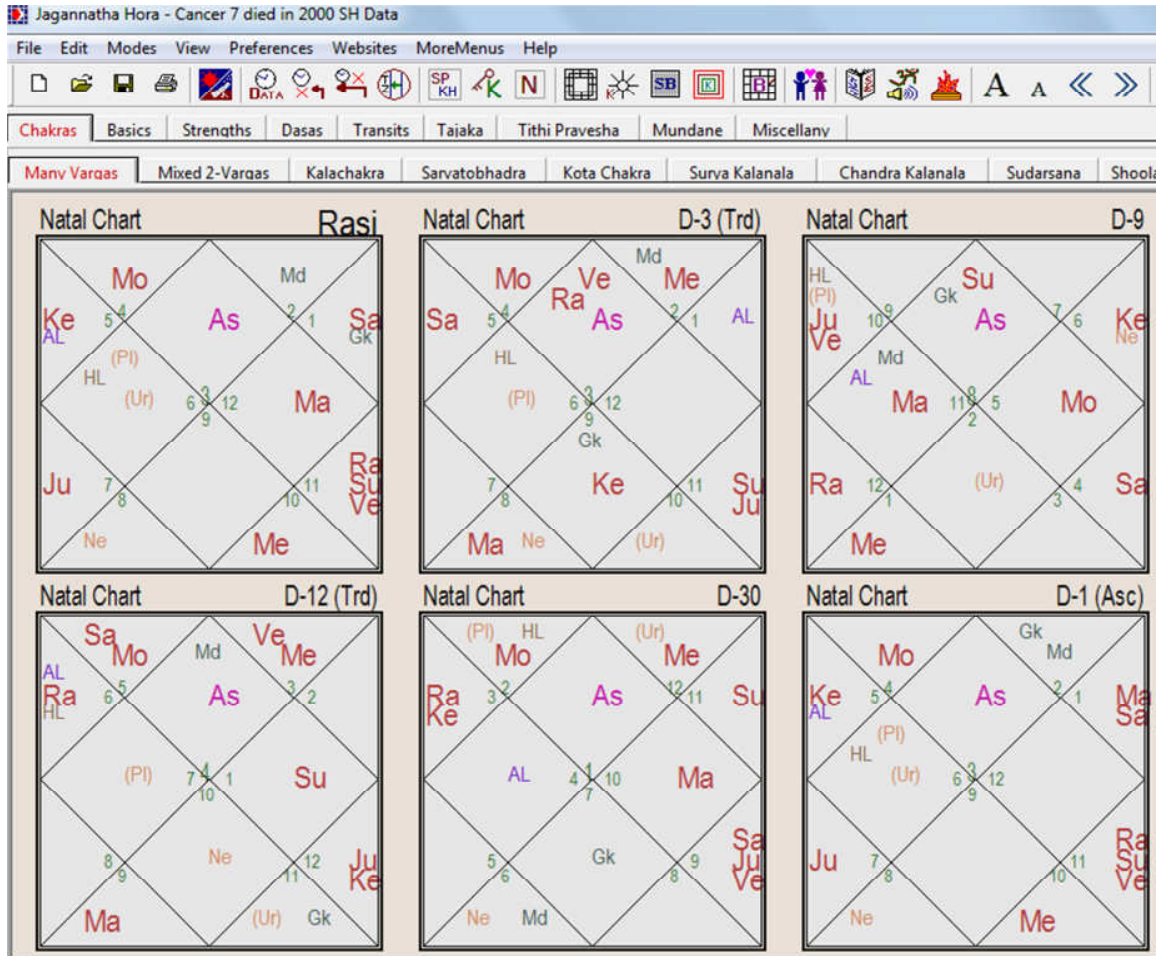 Jagannatha Hora - Cancer 7 died in 2000 SH Data
File Edit Modes View Preferences Websites MoreMenus Help
DATA SP KH N SB K B A A
Chakras Basics Strengths Dasas Transits Tajaka Tithi Pravesha Mundane Miscellany
Many Vargas Mixed 2-Vargas Kalachakra Sarvatobhadra Kota Chakra Surya Kalanala Chandra Kalanala Sudarsana Shoola
Natal Chart Rasi
Mo Md
Ke 5 4 As 2 1 Sa
AL Gk
(Pl)
HL
(Ur) 6 3 12 Ma
9
Ra
Ju 7 11 Su
8 10 Ve
Ne Me
Natal Chart D-3 (Trd)
Md
Mo Ve Me
Ra
Sa 5 4 As 2 1 AL
HL
(Pl) 6 3 12
9
Gk
7 Ke 11 Su
8 10 Ju
Ma Ne (Ur)
Natal Chart D-9
HL Su
(Pl) Gk
Ju 10 9 As 7 6 Ke
Ve Ne
Md
AL
Ma 11 8 5 Mo
2
Ra 12 (Ur) 4 Sa
1 3
Me
Natal Chart D-12 (Trd)
Sa Ve
Mo Md Me
AL
Ra 6 5 As 3 2
HL
(Pl) 7 4 1 Su
10
8 Ne 12 Ju
9 11 Ke
Ma (Ur) Gk
Natal Chart D-30
(Pl) HL (Ur)
Mo Me
Ra 3 2 As 12 11 Su
Ke
AL 4 1 10 Ma
7
Sa
5 Gk 9 Ju
6 8 Ve
Ne Md
Natal Chart D-1 (Asc)
Gk
Mo Md
Ke 5 4 As 2 1 Ma
AL Sa
(Pl)
HL
(Ur) 6 3 12
9
Ra
Ju 7 11 Su
8 10 Ve
Ne Me